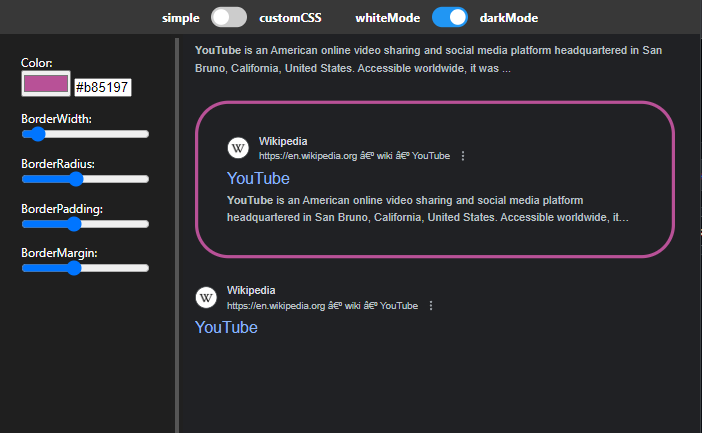 simple customCSS whiteMode darkMode
Color:
#b85197
BorderWidth:
BorderRadius:
BorderPadding:
BorderMargin:
YouTube is an American online video sharing and social media platform headquartered in San
Bruno, California, United States. Accessible worldwide, it was ...
W
Wikipedia
https://en.wikipedia.org â€º wiki â€º YouTube
YouTube
YouTube is an American online video sharing and social media platform
headquartered in San Bruno, California, United States. Accessible worldwide, it…
W
Wikipedia
https://en.wikipedia.org â€º wiki â€º YouTube
YouTube